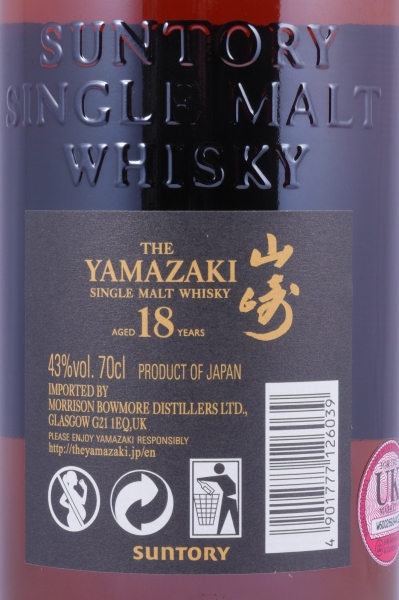 SUNTORY
SINGLE MALT
WHISKY
THE
YAMAZAKI
SINGLE MALT WHISKY
AGED 18 YEARS
山崎
43%vol. 70cl PRODUCT OF JAPAN
IMPORTED BY
MORRISON BOWMORE DISTILLERS LTD.,
GLASGOW G21 1EQ,UK
PLEASE ENJOY YAMAZAKI RESPONSIBLY
http://theyamazaki.jp/en
SUNTORY
4 901777 126039
FOR THE
UK